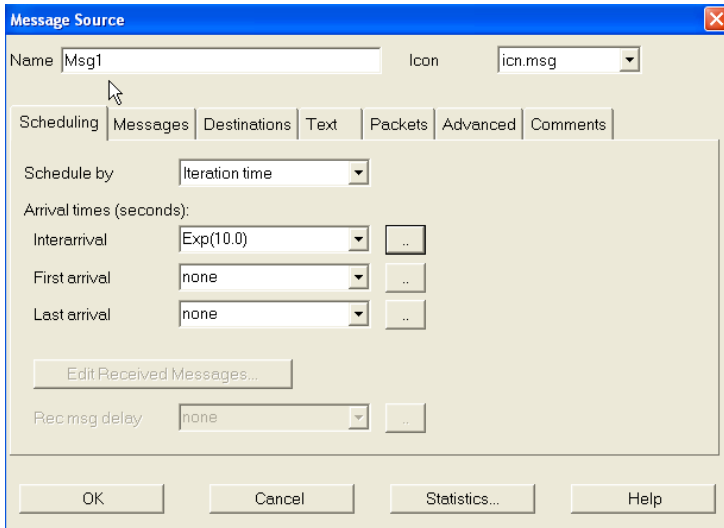 Message Source
Name Msg1 Icon icn.msg
Scheduling Messages Destinations Text Packets Advanced Comments
Schedule by Iteration time
Arrival times (seconds):
Interarrival Exp(10.0) ..
First arrival none ..
Last arrival none ..
Edit Received Messages...
Rec msg delay none ..
OK Cancel Statistics... Help